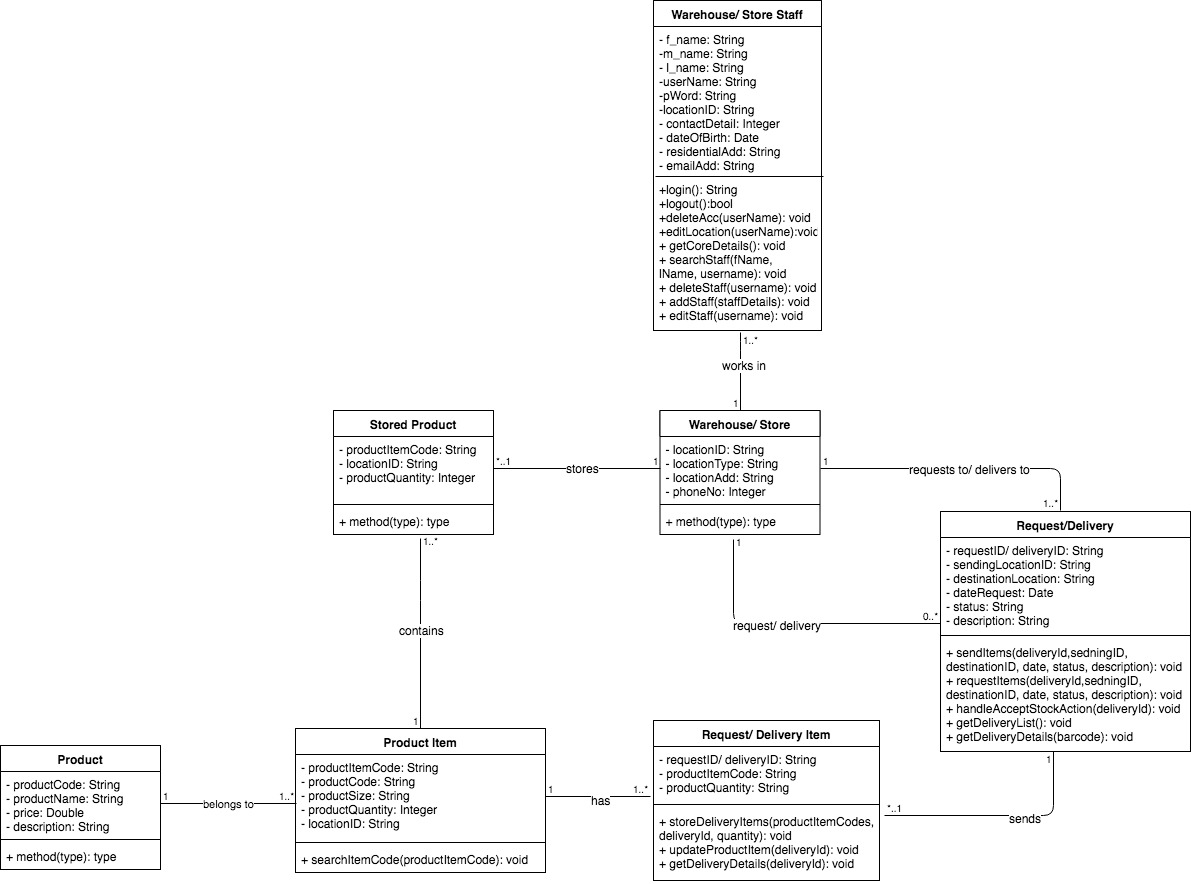 Warehouse/ Store Staff
- f_name: String
-m_name: String
- l_name: String
-userName: String
-pWord: String
-locationID: String
- contactDetail: Integer
- dateOfBirth: Date
- residentialAdd: String
- emailAdd: String
+login(): String
+logout():bool
+deleteAcc(userName): void
+editLocation(userName):void
+ getCoreDetails(): void
+ searchStaff(fName,
lName, username): void
+ deleteStaff(username): void
+ addStaff(staffDetails): void
+ editStaff(username): void
1..*
works in
1
Stored Product
- productItemCode: String
- locationID: String
- productQuantity: Integer
+ method(type): type
*..1
stores
1
Warehouse/ Store
- locationID: String
- locationType: String
- locationAdd: String
- phoneNo: Integer
+ method(type): type
1
requests to/ delivers to
1..*
1
request/ delivery
0..*
Request/Delivery
- requestID/ deliveryID: String
- sendingLocationID: String
- destinationLocation: String
- dateRequest: Date
- status: String
- description: String
+ sendItems(deliveryId,sedningID,
destinationID, date, status, description): void
+ requestItems(deliveryId,sedningID,
destinationID, date, status, description): void
+ handleAcceptStockAction(deliveryId): void
+ getDeliveryList(): void
+ getDeliveryDetails(barcode): void
1..*
contains
1
Product
- productCode: String
- productName: String
- price: Double
- description: String
+ method(type): type
1
belongs to
1..*
Product Item
- productItemCode: String
- productCode: String
- productSize: String
- productQuantity: Integer
- locationID: String
+ searchItemCode(productItemCode): void
1
has
1..*
Request/ Delivery Item
- requestID/ deliveryID: String
- productItemCode: String
- productQuantity: String
+ storeDeliveryItems(productItemCodes,
deliveryId, quantity): void
+ updateProductItem(deliveryId): void
+ getDeliveryDetails(deliveryId): void
*..1
sends
1